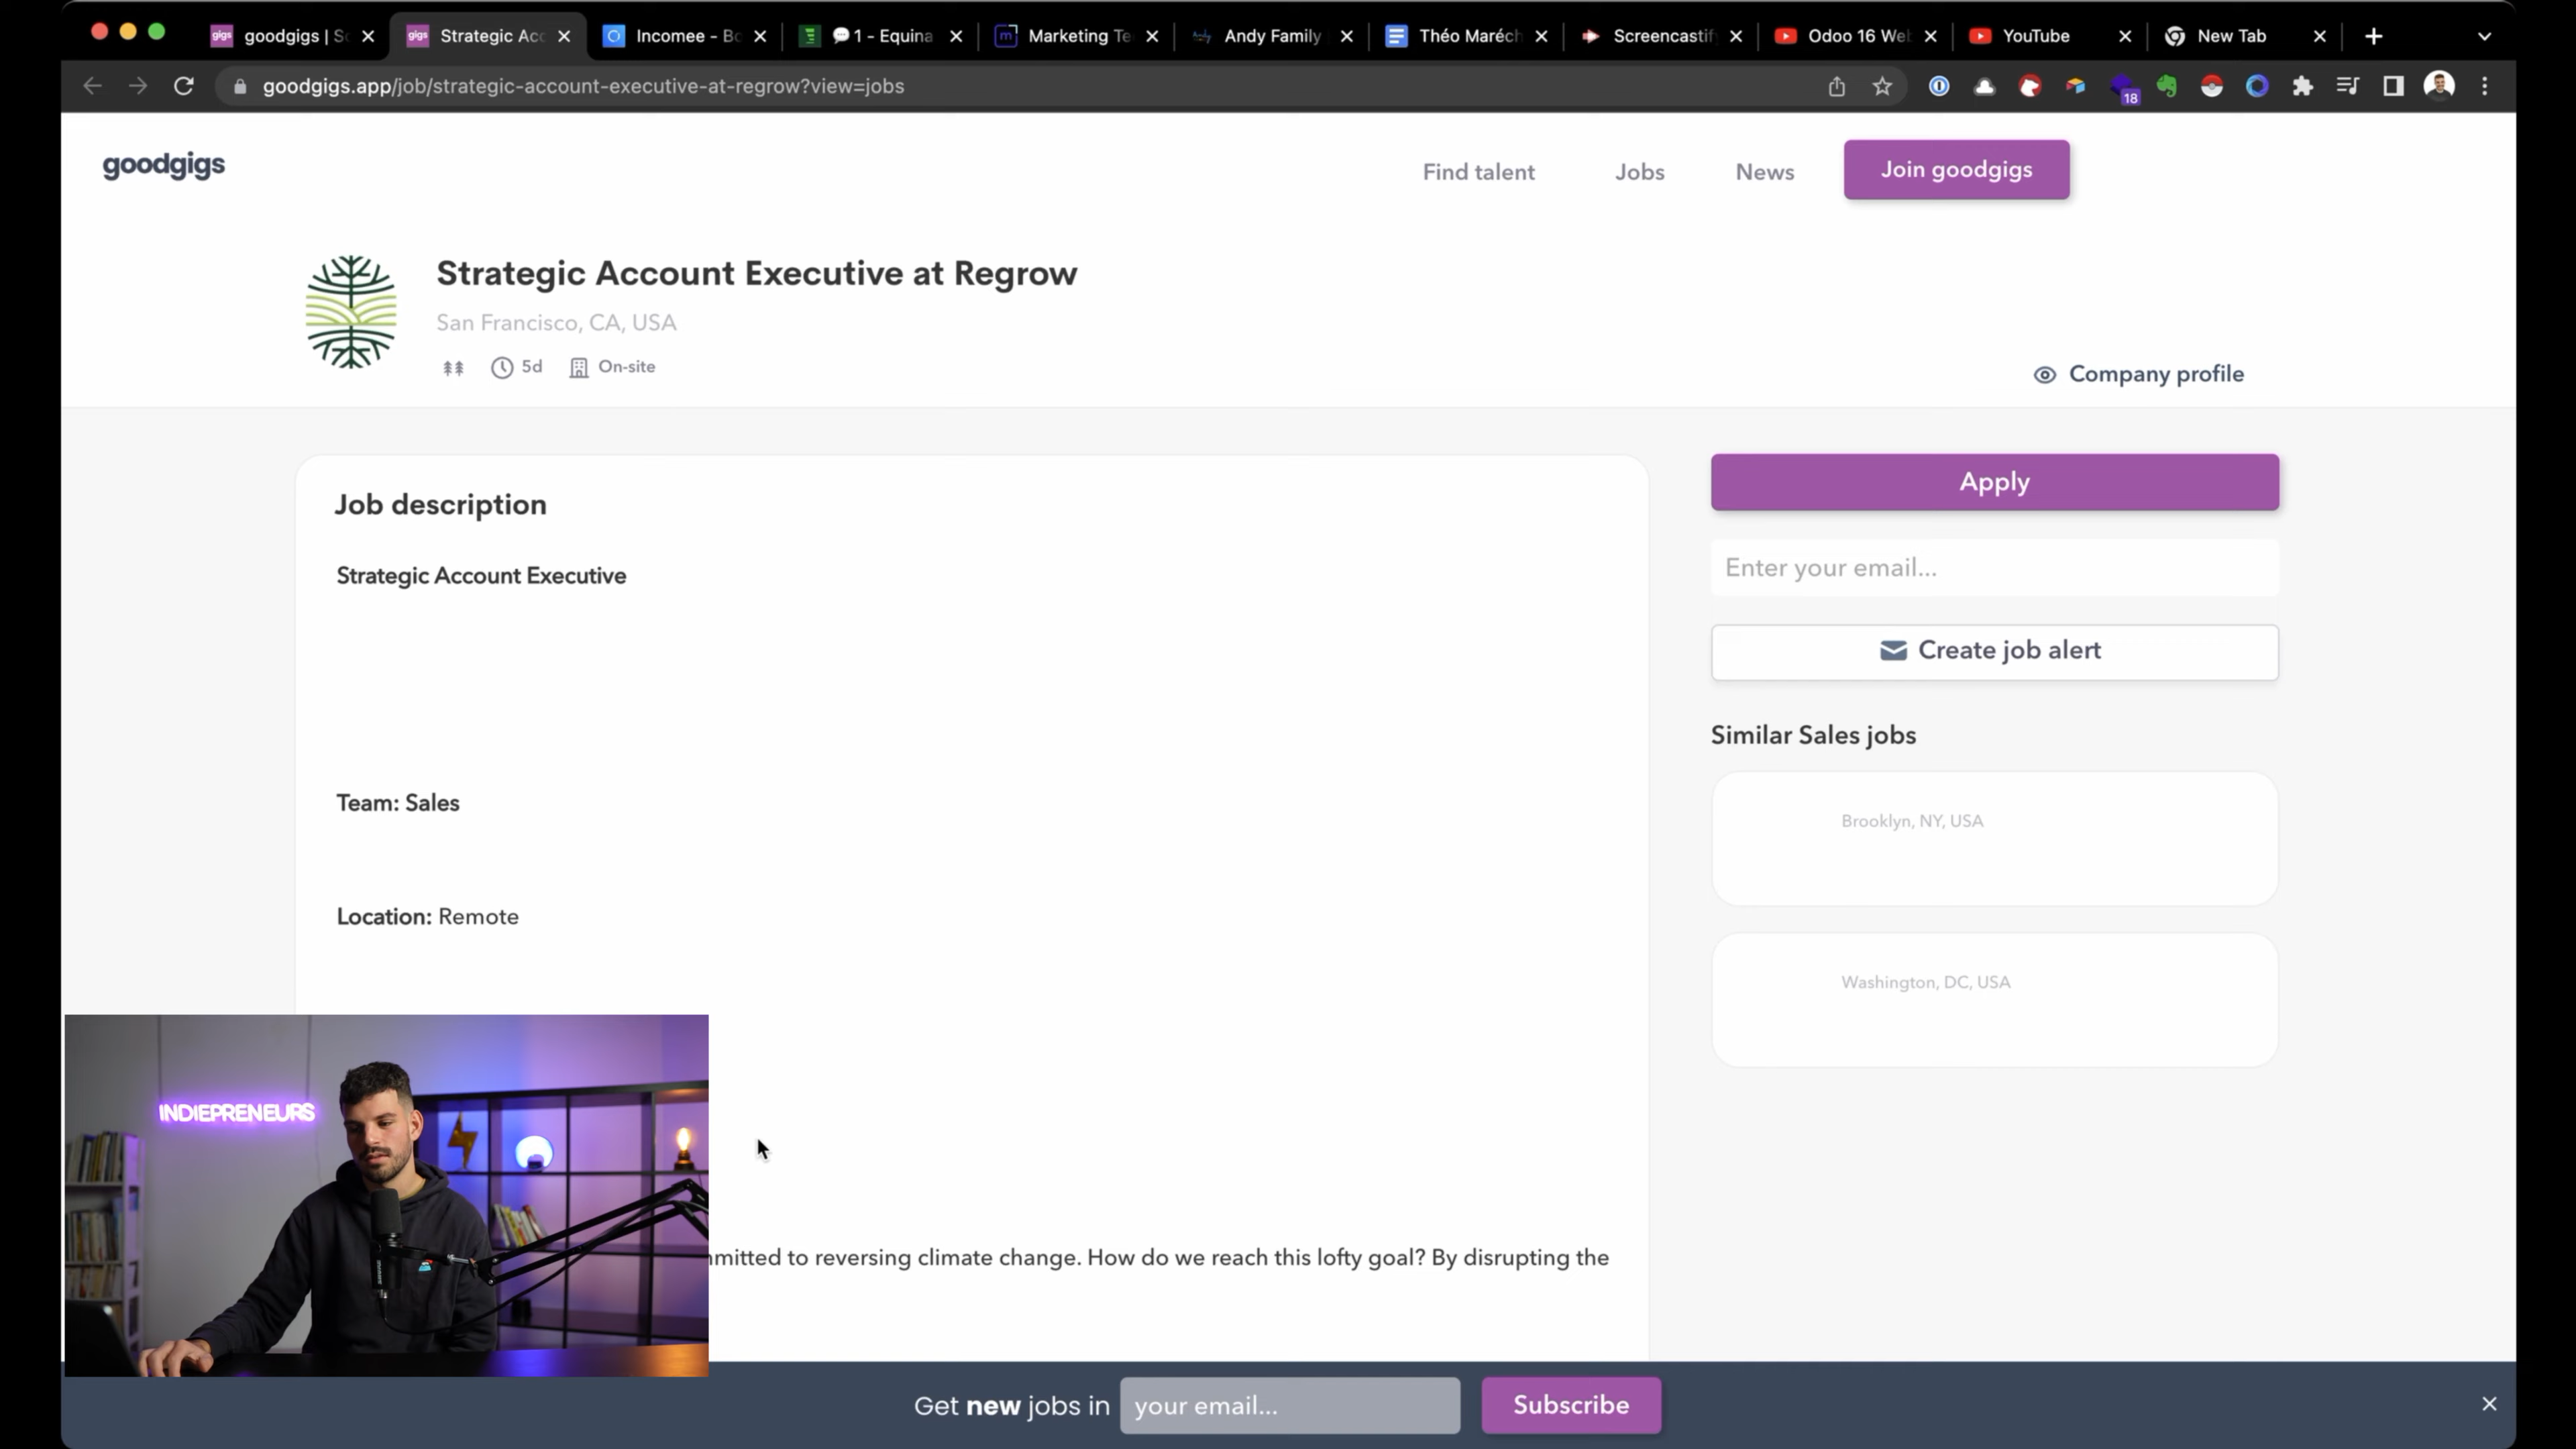 goodgigs | Sc
Strategic Acc
Incomee - Bo
1 - Equina
Marketing Te
Andy Family
Théo Maréch
Screencastify
Odoo 16 Web
YouTube
New Tab
goodgigs.app/job/strategic-account-executive-at-regrow?view=jobs
18
goodgigs
Find talent
Jobs
News
Join goodgigs
Strategic Account Executive at Regrow
San Francisco, CA, USA
5d
On-site
Company profile
Job description
Strategic Account Executive
Team: Sales
Location: Remote
mmitted to reversing climate change. How do we reach this lofty goal? By disrupting the
Apply
Enter your email...
Create job alert
Similar Sales jobs
Brooklyn, NY, USA
Washington, DC, USA
INDIEPRENEURS
Get new jobs in
your email...
Subscribe